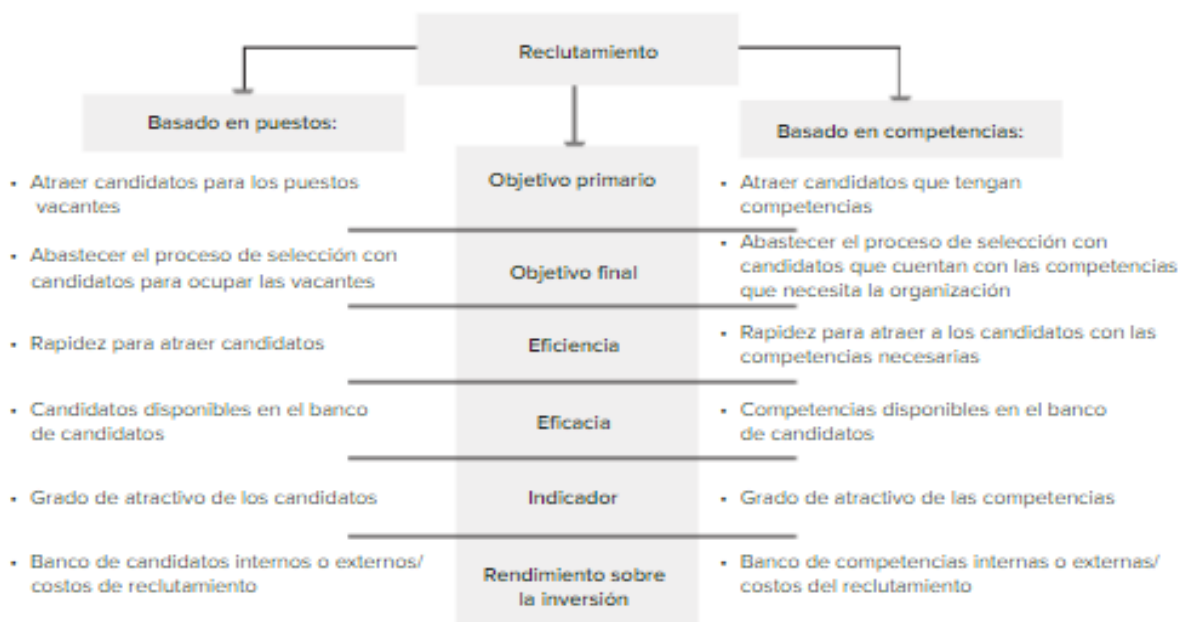 Reclutamiento
Basado en puestos:
Basado en competencias:
• Atraer candidatos para los puestos
vacantes
Objetivo primario
• Atraer candidatos que tengan
competencias
• Abastecer el proceso de selección con
candidatos para ocupar las vacantes
Objetivo final
• Abastecer el proceso de selección con
candidatos que cuentan con las competencias
que necesita la organización
• Rapidez para atraer candidatos
Eficiencia
• Rapidez para atraer a los candidatos con las
competencias necesarias
• Candidatos disponibles en el banco
de candidatos
Eficacia
• Competencias disponibles en el banco
de candidatos
• Grado de atractivo de los candidatos
Indicador
• Grado de atractivo de las competencias
• Banco de candidatos internos o externos/
costos de reclutamiento
Rendimiento sobre
la inversión
• Banco de competencias internas o externas/
costos del reclutamiento